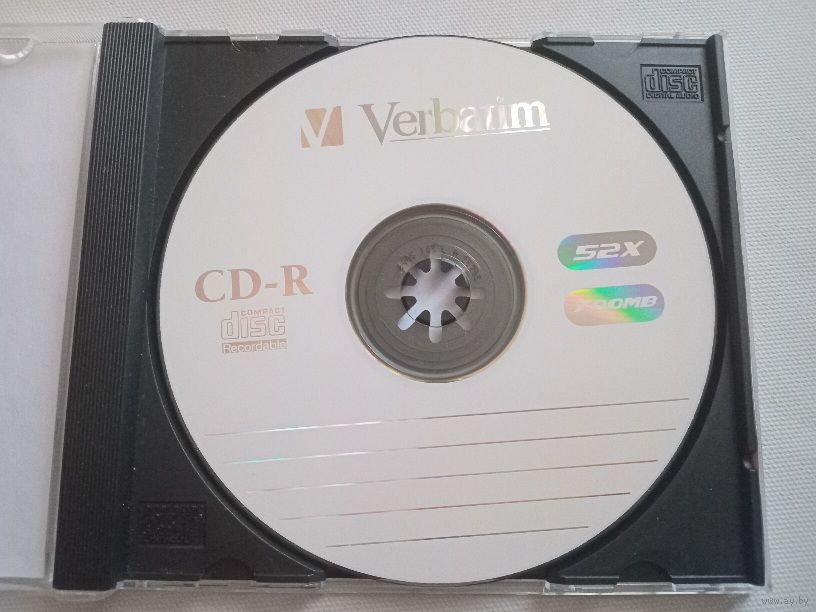 COMPACT
disc
DIGITAL AUDIO
V Verbatim
52X
700MB
CD-R
COMPACT
disc
Recordable
www.ay.by